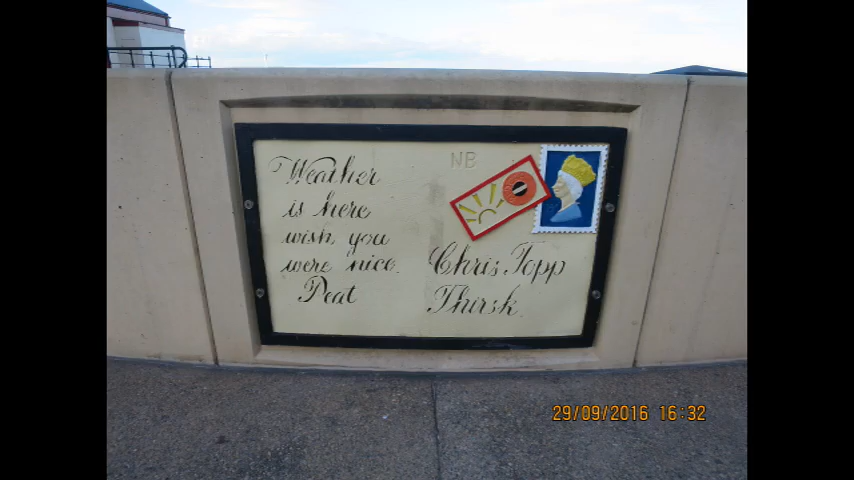 NB
Weather
is here
wish you
were nice.
Peat
Chris Topp
Thirsk.
29/09/2016 16:32